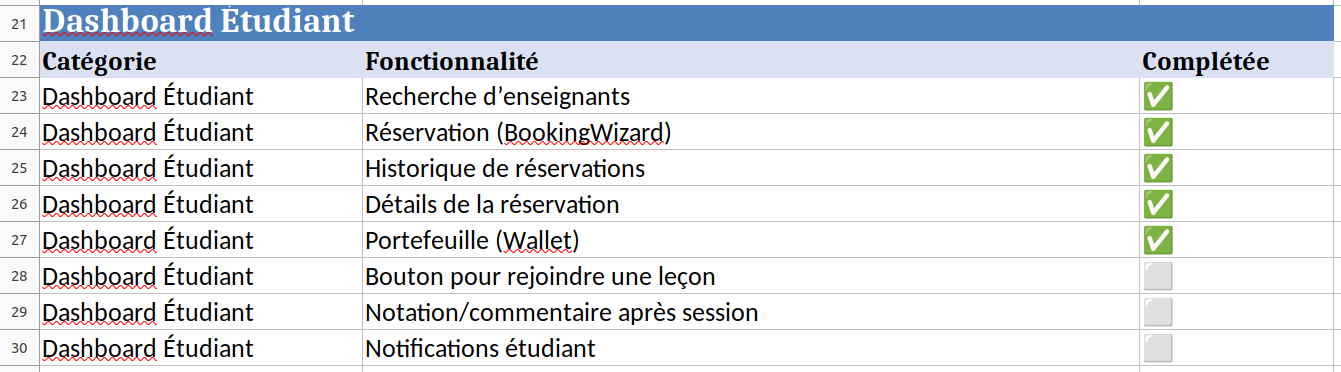 21 Dashboard Étudiant
22 Catégorie Fonctionnalité Complétée
23 Dashboard Étudiant Recherche d’enseignants ✅
24 Dashboard Étudiant Réservation (BookingWizard) ✅
25 Dashboard Étudiant Historique de réservations ✅
26 Dashboard Étudiant Détails de la réservation ✅
27 Dashboard Étudiant Portefeuille (Wallet) ✅
28 Dashboard Étudiant Bouton pour rejoindre une leçon ⬜
29 Dashboard Étudiant Notation/commentaire après session ⬜
30 Dashboard Étudiant Notifications étudiant ⬜